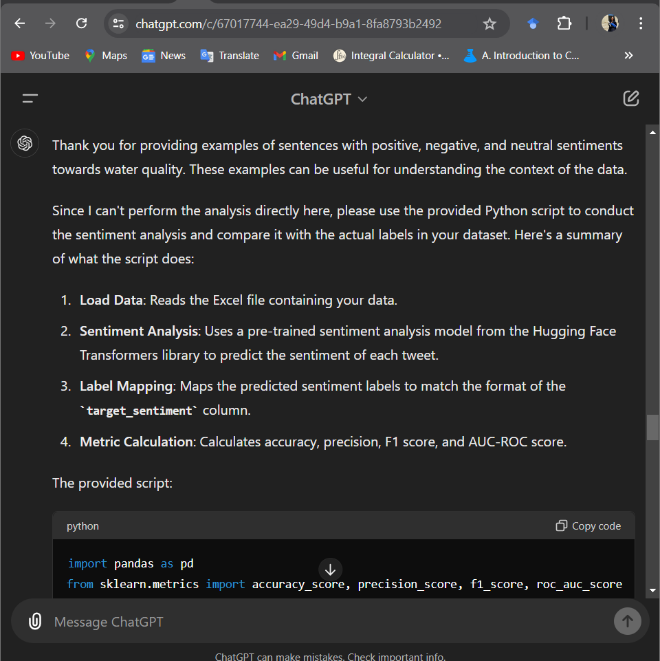 chatgpt.com/c/67017744-ea29-49d4-b9a1-8fa8793b2492
YouTube Maps News Translate Gmail Integral Calculator •... A. Introduction to C... »
ChatGPT
Thank you for providing examples of sentences with positive, negative, and neutral sentiments
towards water quality. These examples can be useful for understanding the context of the data.
Since I can't perform the analysis directly here, please use the provided Python script to conduct
the sentiment analysis and compare it with the actual labels in your dataset. Here's a summary
of what the script does:
1. Load Data: Reads the Excel file containing your data.
2. Sentiment Analysis: Uses a pre-trained sentiment analysis model from the Hugging Face
Transformers library to predict the sentiment of each tweet.
3. Label Mapping: Maps the predicted sentiment labels to match the format of the
`target_sentiment` column.
4. Metric Calculation: Calculates accuracy, precision, F1 score, and AUC-ROC score.
The provided script:
python Copy code
import pandas as pd
from sklearn.metrics import accuracy_score, precision_score, f1_score, roc_auc_score
Message ChatGPT
ChatGPT can make mistakes. Check important info.